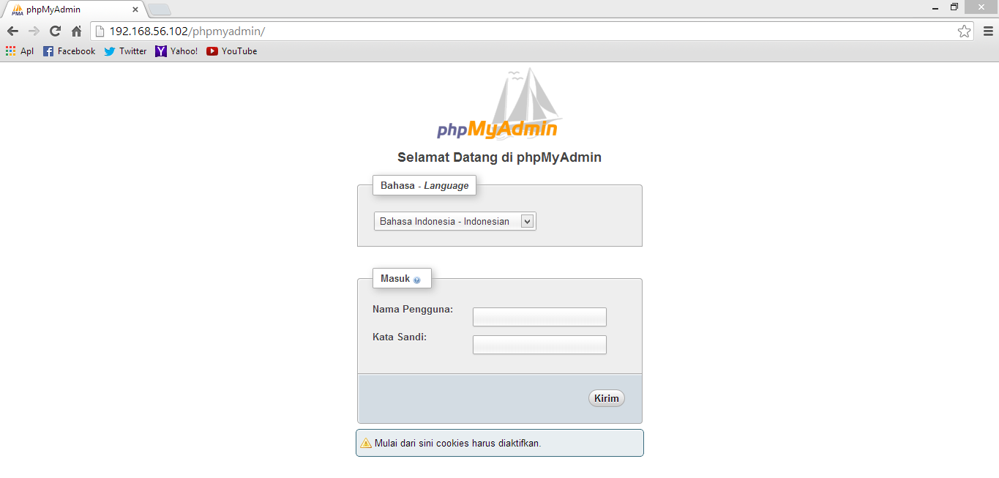 PMA phpMyAdmin
192.168.56.102/phpmyadmin/
Apl Facebook Twitter Yahoo! YouTube
phpMyAdmin
Selamat Datang di phpMyAdmin
Bahasa - Language
Bahasa Indonesia - Indonesian
Masuk
Nama Pengguna:
Kata Sandi:
Kirim
Mulai dari sini cookies harus diaktifkan.